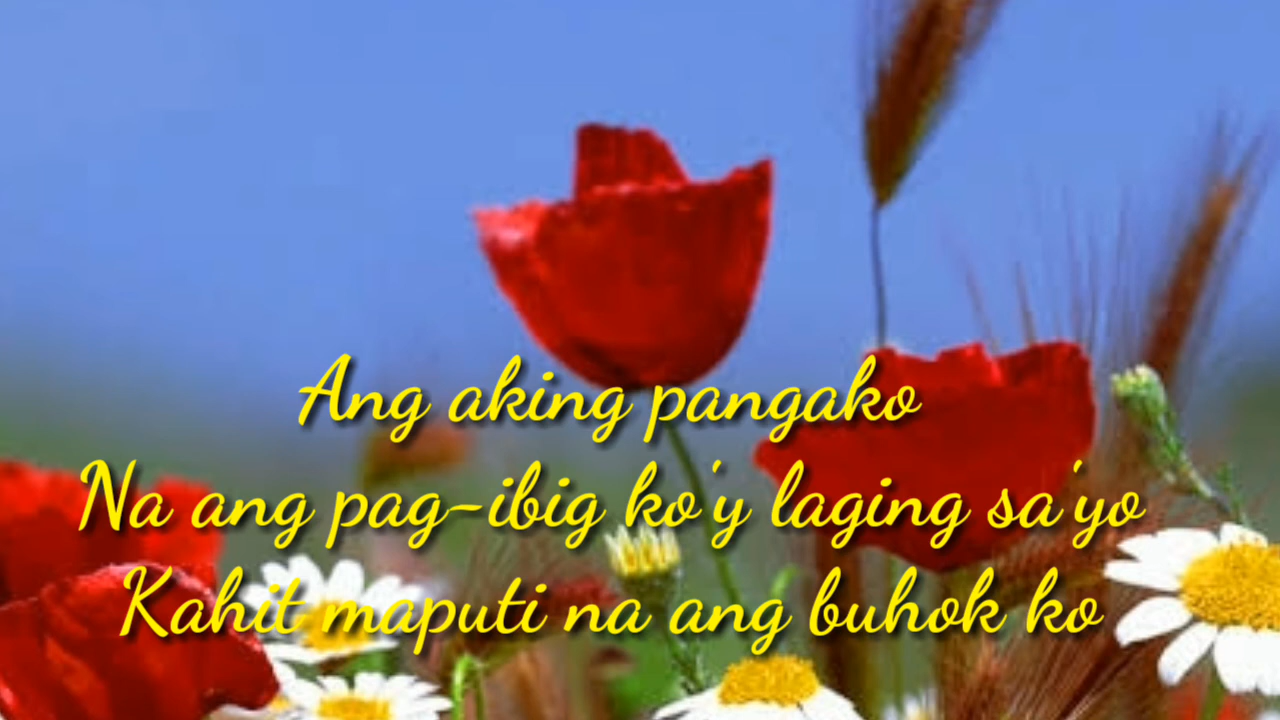 Ang aking pangako
Na ang pag-ibig ko'y laging sa'yo
Kahit maputi na ang buhok ko